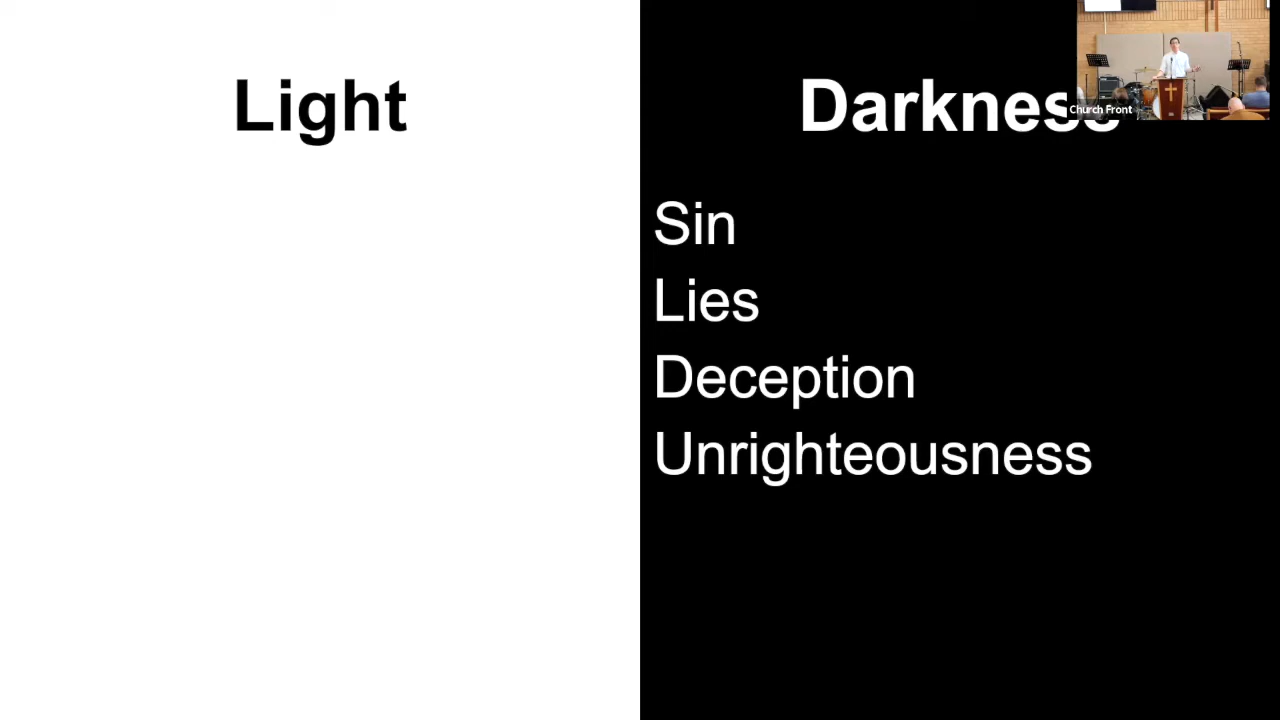 Light
Darkness
Church Front
Sin
Lies
Deception
Unrighteousness